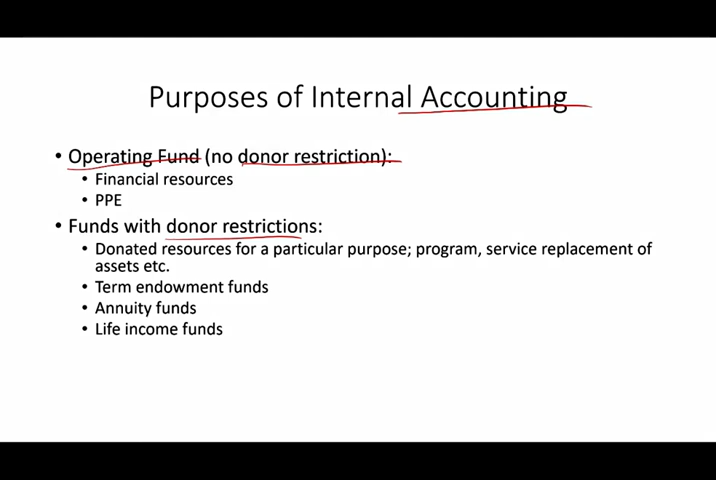 Purposes of Internal Accounting
• Operating Fund (no donor restriction):
• Financial resources
• PPE
• Funds with donor restrictions:
• Donated resources for a particular purpose; program, service replacement of
assets etc.
• Term endowment funds
• Annuity funds
• Life income funds